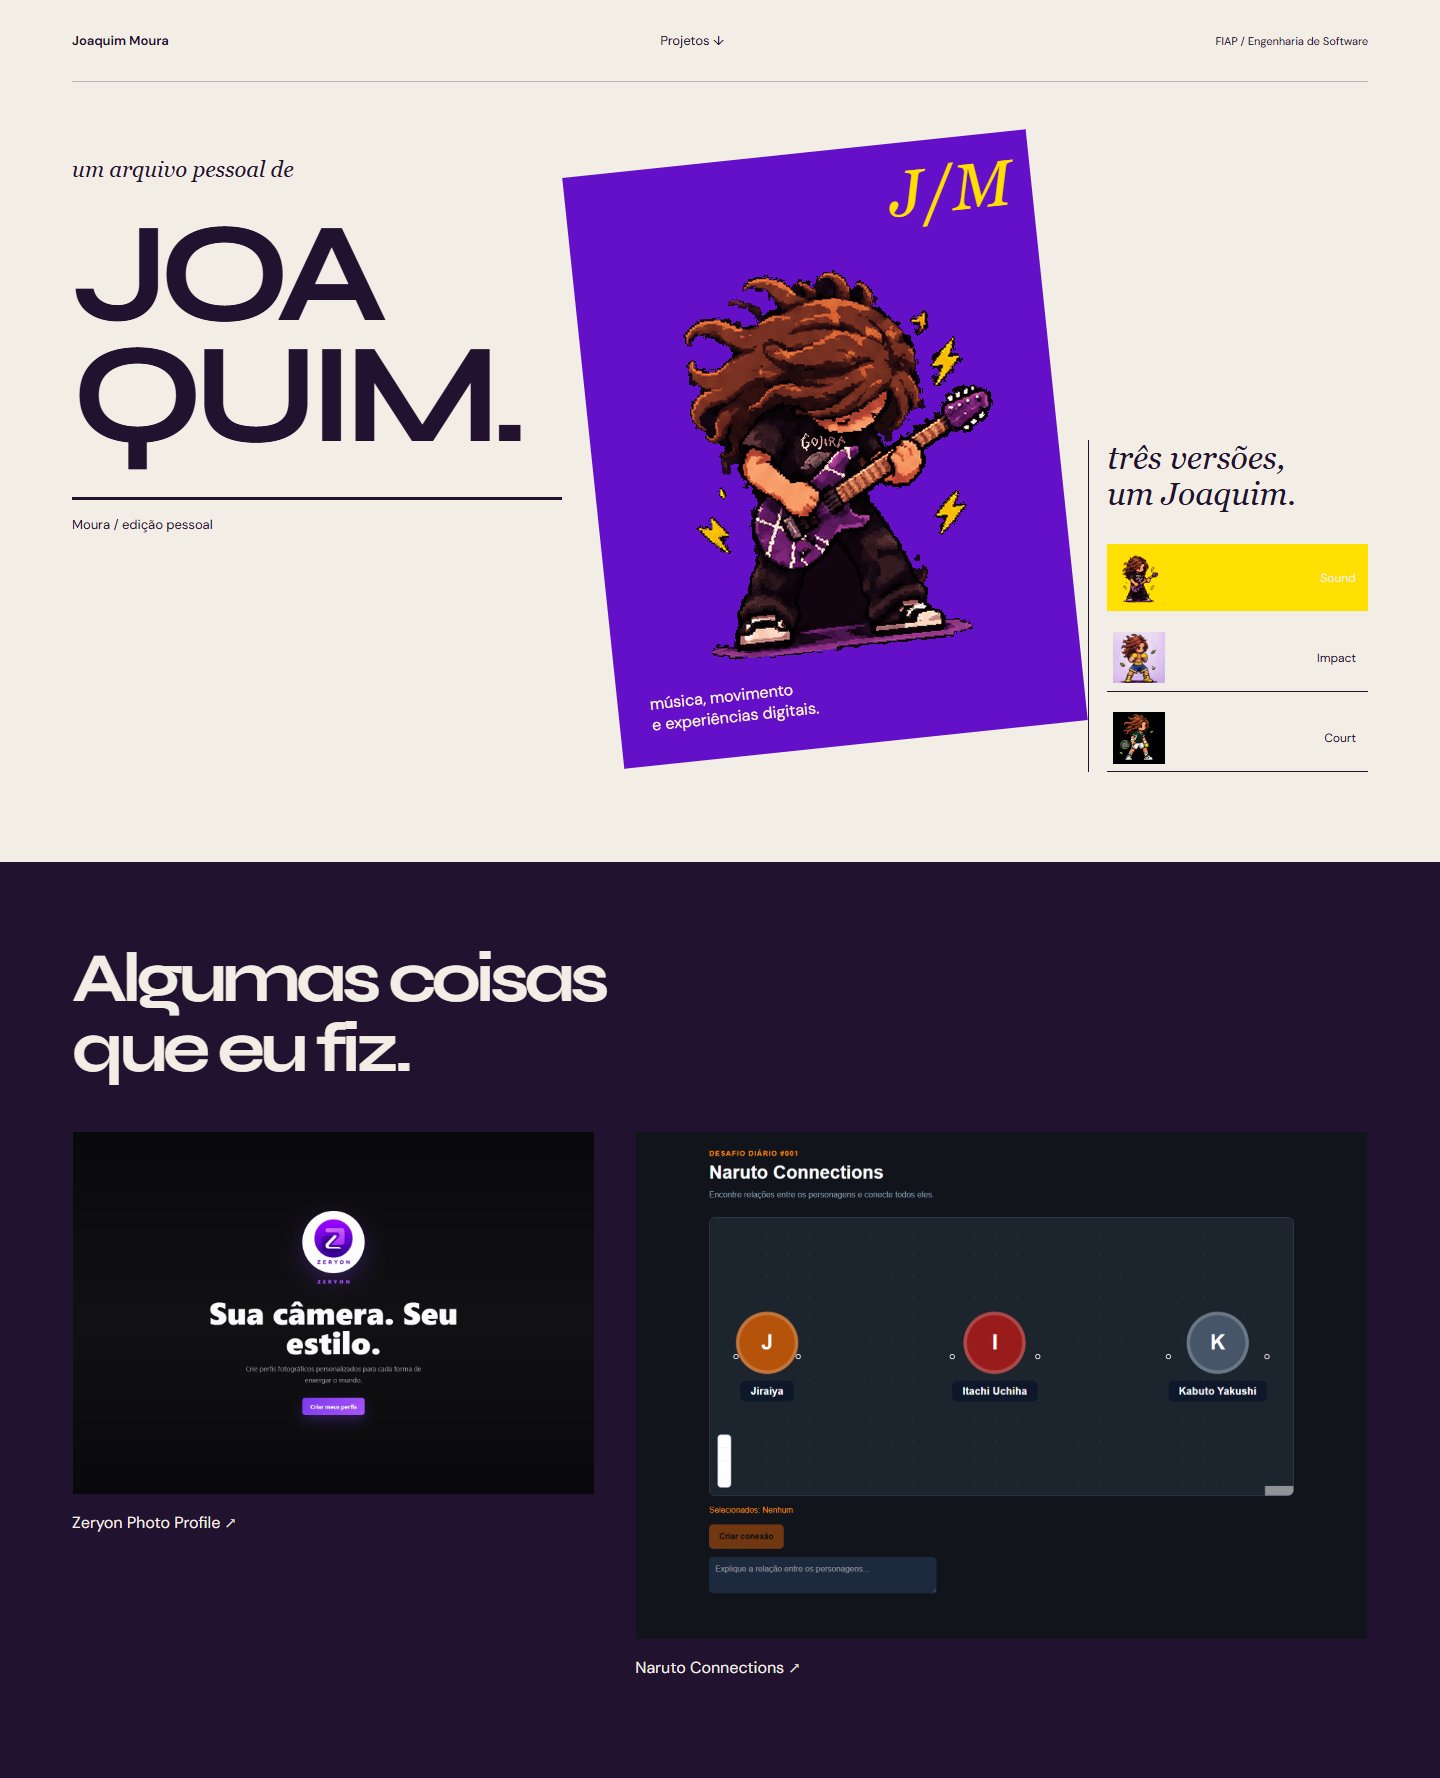 Joaquim Moura
Projetos ↓
FIAP / Engenharia de Software
um arquivo pessoal de
JOA
QUIM.
Moura / edição pessoal
J/M
GOJIRA
música, movimento
e experiências digitais.
três versões,
um Joaquim.
Sound
Impact
Court
Algumas coisas
que eu fiz.
Z
ZERYON
ZERYON
Sua câmera. Seu
estilo.
Crie perfis fotográficos personalizados para cada forma de
enxergar o mundo.
Criar meus perfis
Zeryon Photo Profile ↗
DESAFIO DIÁRIO #001
Naruto Connections
Encontre relações entre os personagens e conecte todos eles.
J
Jiraiya
I
Itachi Uchiha
K
Kabuto Yakushi
Selecionados: Nenhum
Criar conexão
Explique a relação entre os personagens...
Naruto Connections ↗